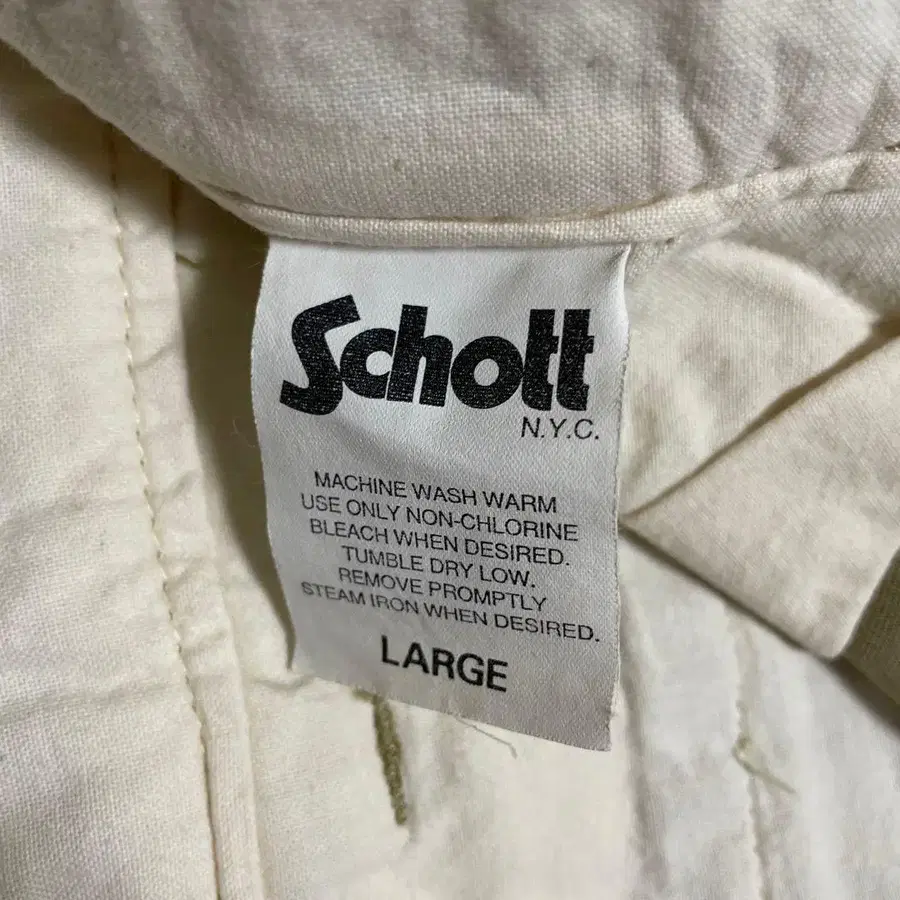 Schott
N.Y.C.
MACHINE WASH WARM
USE ONLY NON-CHLORINE
BLEACH WHEN DESIRED.
TUMBLE DRY LOW.
REMOVE PROMPTLY
STEAM IRON WHEN DESIRED.
LARGE